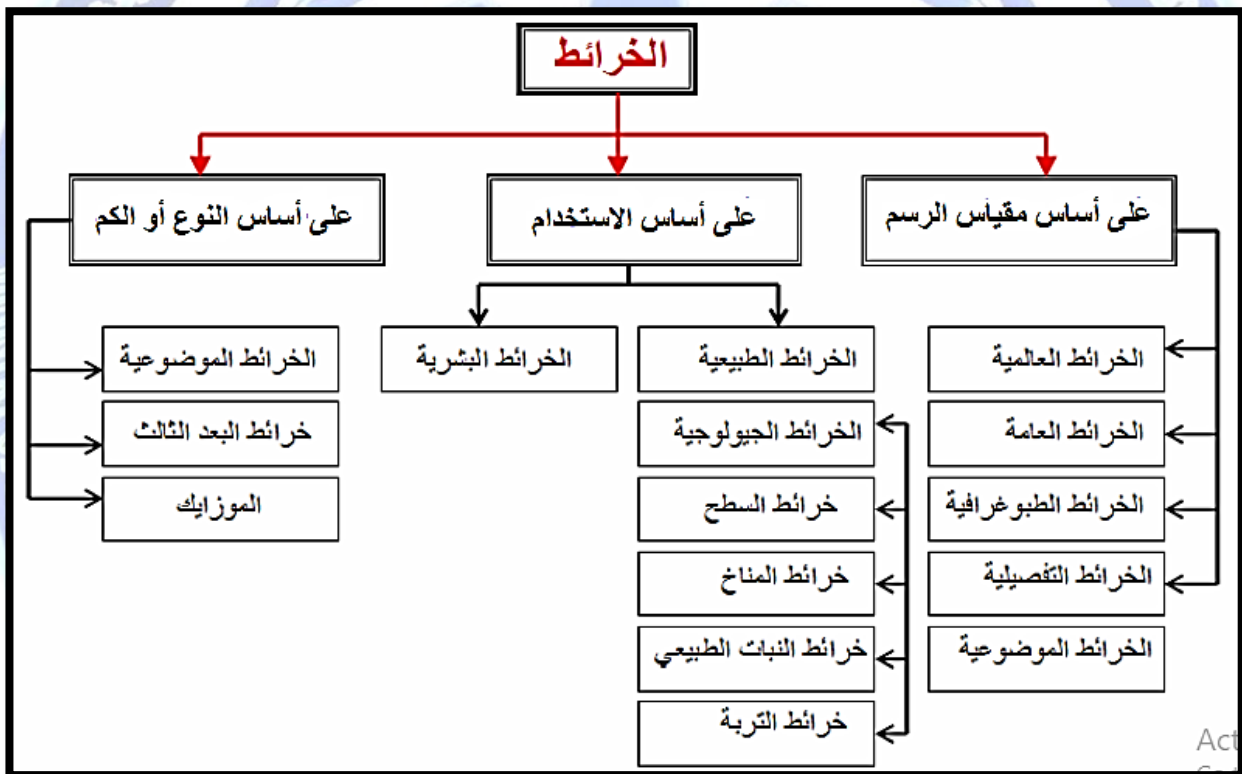 الخرائط
على أساس مقياس الرسم
على أساس الاستخدام
على أساس النوع أو الكم
الخرائط العالمية
الخرائط العامة
الخرائط الطبوغرافية
الخرائط التفصيلية
الخرائط الموضوعية
الخرائط الطبيعية
الخرائط الجيولوجية
خرائط السطح
خرائط المناخ
خرائط النبات الطبيعي
خرائط التربة
الخرائط البشرية
الخرائط الموضوعية
خرائط البعد الثالث
الموزايك
Act